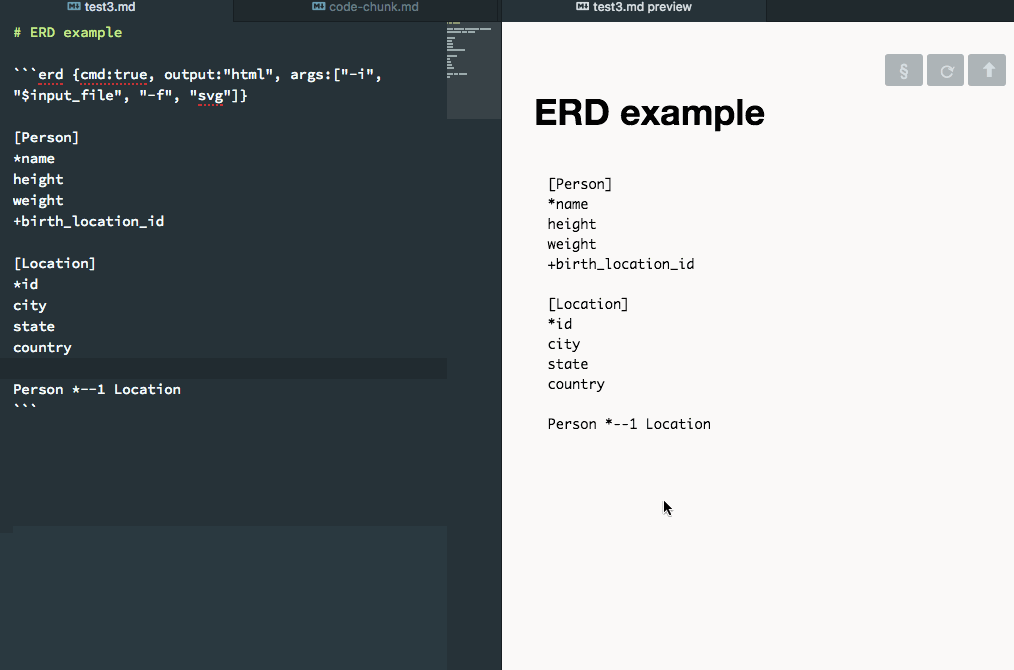 test3.md
code-chunk.md
test3.md preview
# ERD example
```erd {cmd:true, output:"html", args:["-i",
"$input_file", "-f", "svg"]}
[Person]
*name
height
weight
+birth_location_id
[Location]
*id
city
state
country
Person *--1 Location
```
§
ERD example
[Person]
*name
height
weight
+birth_location_id
[Location]
*id
city
state
country
Person *--1 Location